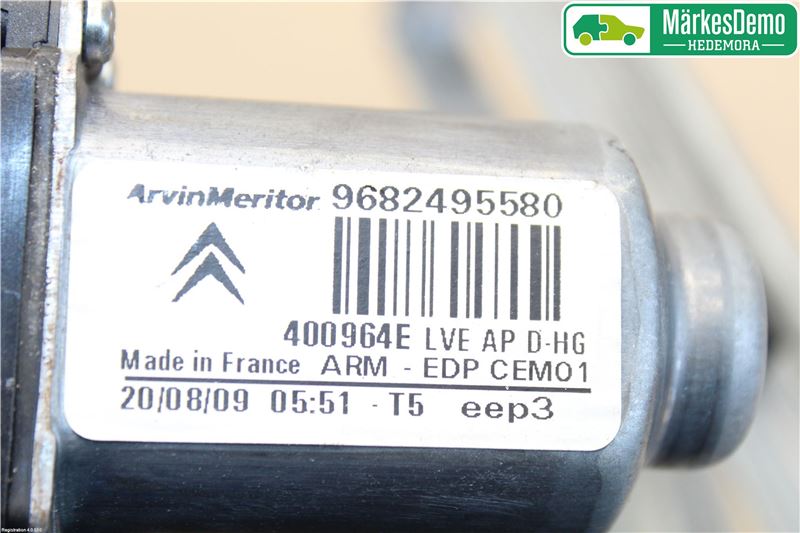 MärkesDemo
HEDEMORA
ArvinMeritor 9682495580
400964E LVE AP D-HG
Made in France ARM - EDP CEM01
20/08/09 05:51 - T5 eep3